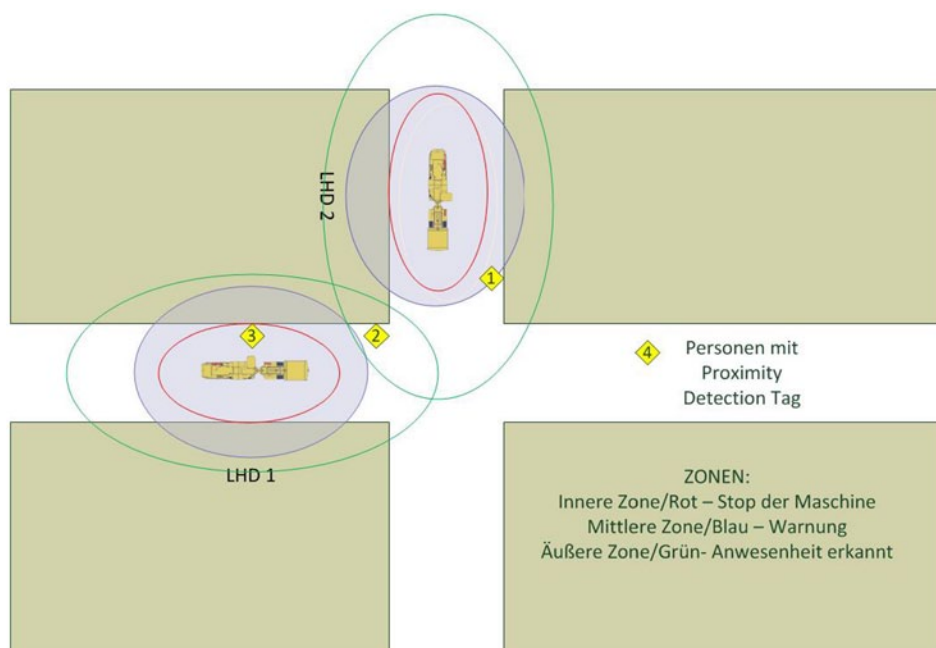 LHD 2
1
3
2
4
Personen mit
Proximity
Detection Tag
LHD 1
ZONEN:
Innere Zone/Rot – Stop der Maschine
Mittlere Zone/Blau – Warnung
Äußere Zone/Grün- Anwesenheit erkannt